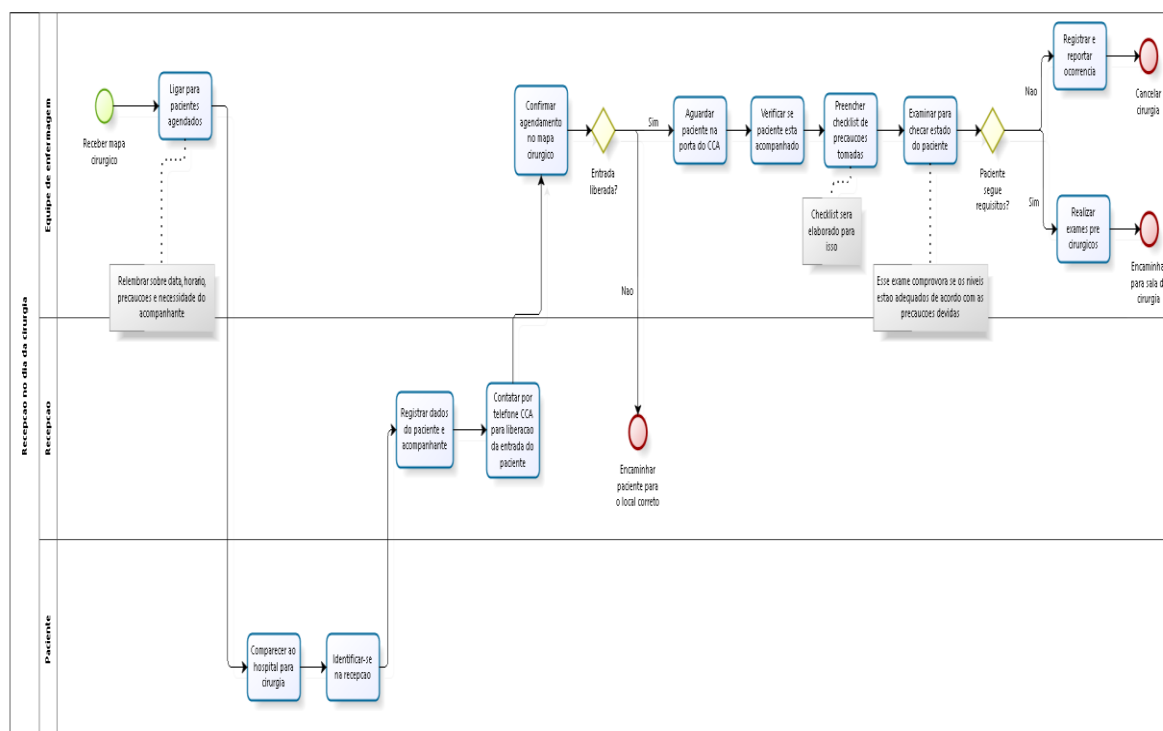 Recepcao no dia da cirurgia
Equipe de enfermagem
Receber mapa
cirurgico
Ligar para
pacientes
agendados
Relembrar sobre data, horario,
precaucoes e necessidade do
acompanhante
Confirmar
agendamento
no mapa
cirurgico
Entrada
liberada?
Sim
Nao
Aguardar
paciente na
porta do CCA
Verificar se
paciente esta
acompanhado
Preencher
checklist de
precaucoes
tomadas
Checklist sera
elaborado para
isso
Examinar para
checar estado
do paciente
Esse exame comprovora se os niveis
estao adequados de acordo com as
precaucoes devidas
Paciente
segue
requisitos?
Nao
Sim
Registrar e
reportar
ocorrencia
Cancelar
cirurgia
Realizar
exames pre
cirurgicos
Encaminha
para sala d
cirurgia
Recepcao
Registrar dados
do paciente e
acompanhante
Contatar por
telefone CCA
para liberacao
da entrada do
paciente
Encaminhar
paciente para
o local correto
Paciente
Comparecer ao
hospital para
cirurgia
Identificar-se
na recepcao